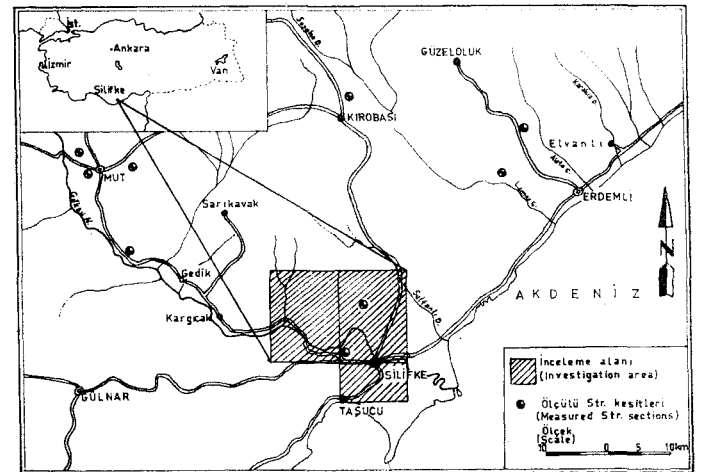 İst.
Ankara
İzmir
Van
Silifke
GÜZELOLUK
KIROBASI
Elvanlı
ERDEMLİ
MUT
Sarıkavak
Gedik
Kargıcak
AKDENİZ
N
SİLİFKE
GÜLNAR
TAŞUCU
İnceleme alanı
(Investigation area)
Ölçülü Str. kesitleri
(Measured Str. sections)
Ölçek
(Scale)
10 0 5 10km